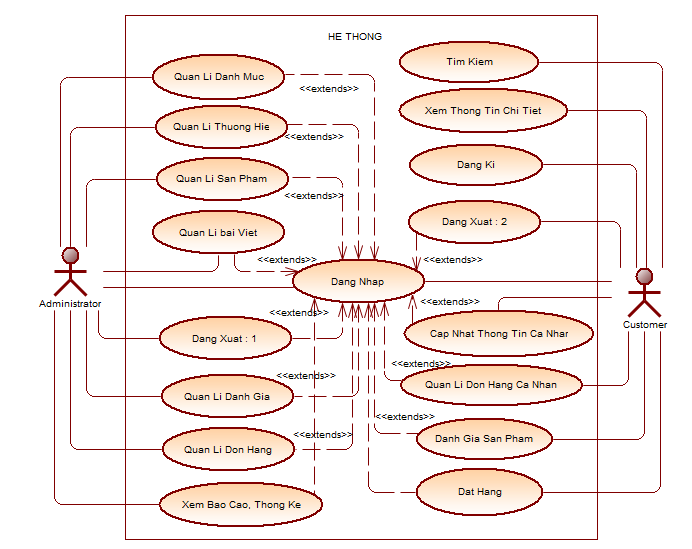 HE THONG
Quan Li Danh Muc
Tim Kiem
<<extends>>
Xem Thong Tin Chi Tiet
Quan Li Thuong Hie
<<extends>>
Dang Ki
Quan Li San Pham
<<extends>>
Dang Xuat : 2
Quan Li bai Viet
<<extends>>
<<extends>>
Dang Nhap
Administrator
<<extends>>
<<extends>>
Customer
Dang Xuat : 1
Cap Nhat Thong Tin Ca Nhar
<<extends>>
<<extends>>
Quan Li Danh Gia
Quan Li Don Hang Ca Nhan
<<extends>>
<<extends>>
Danh Gia San Pham
Quan Li Don Hang
Dat Hang
Xem Bao Cao, Thong Ke